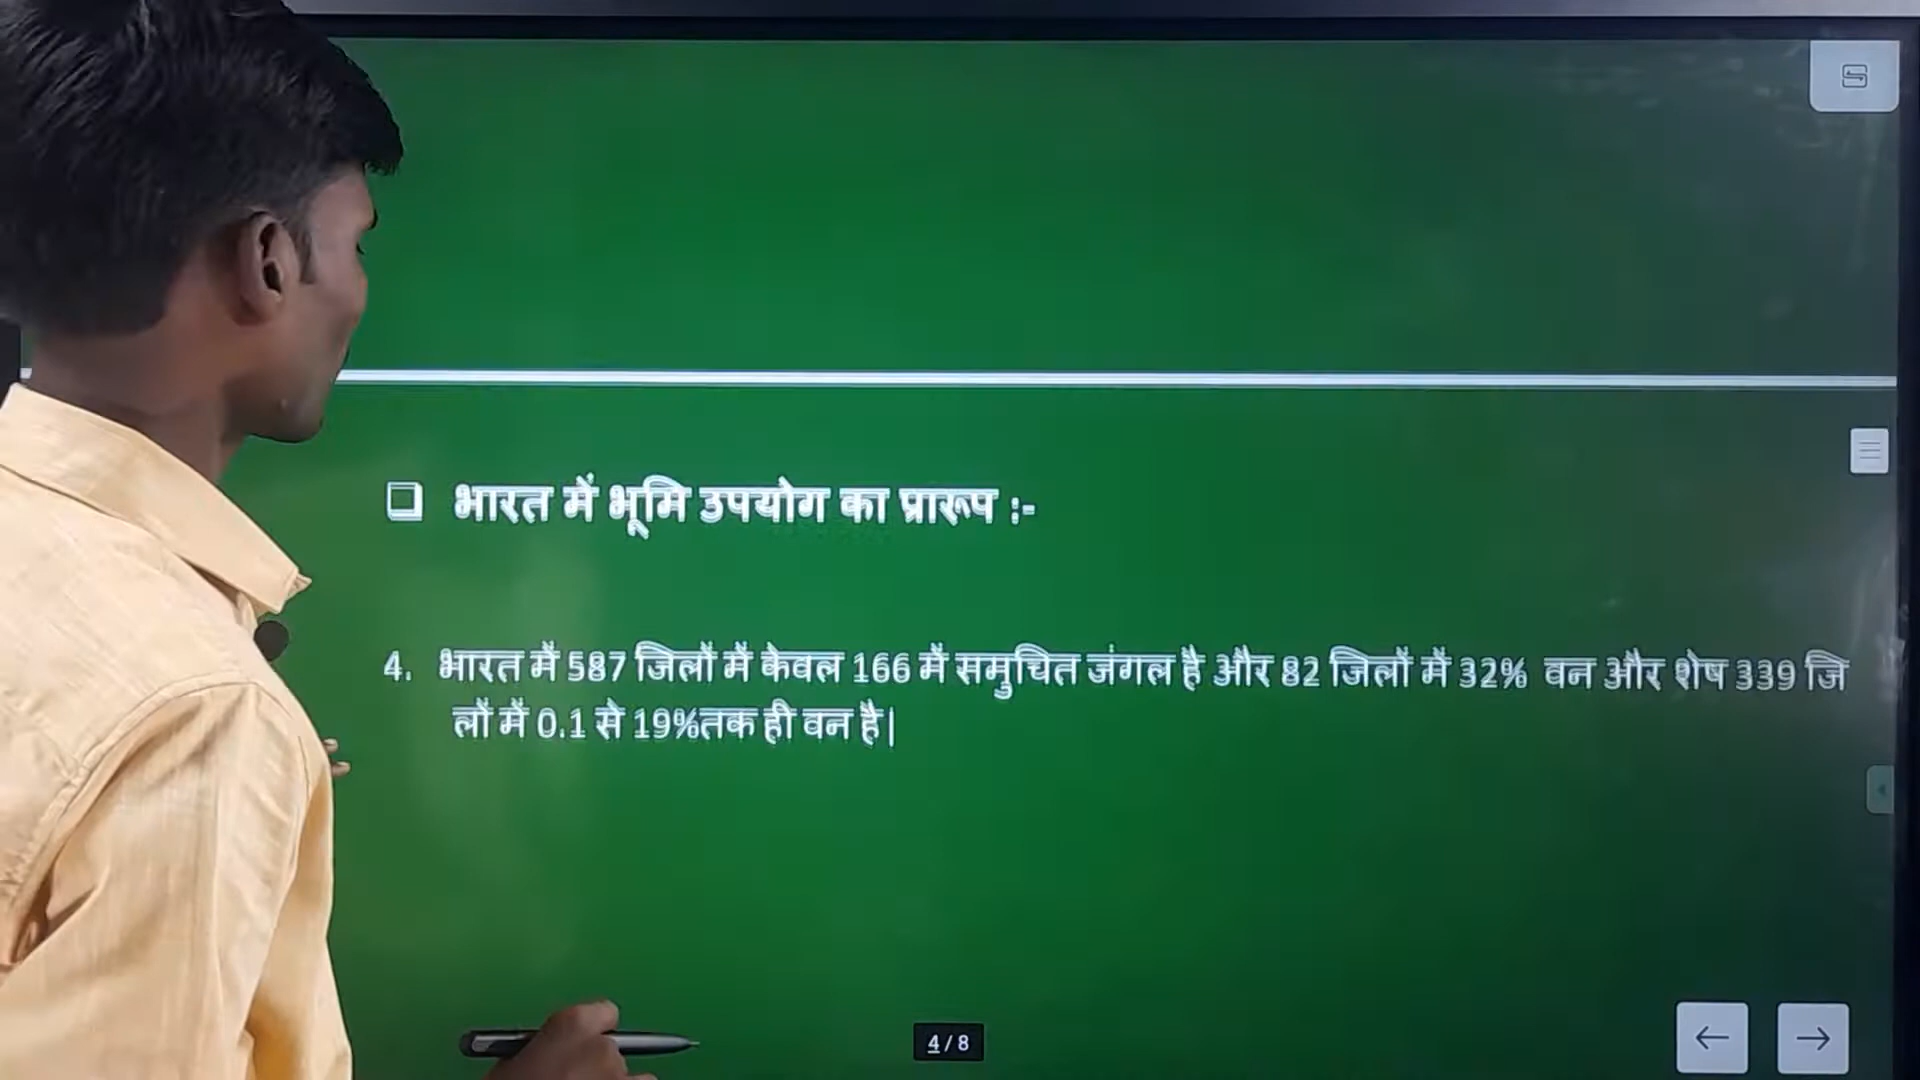 भारत में भूमि उपयोग का प्रारूप :-
4. भारत में 587 जिलों में केवल 166 में समुचित जंगल है और 82 जिलों में 32% वन और शेष 339 जि
लों में 0.1 से 19%तक ही वन है|
4 / 8